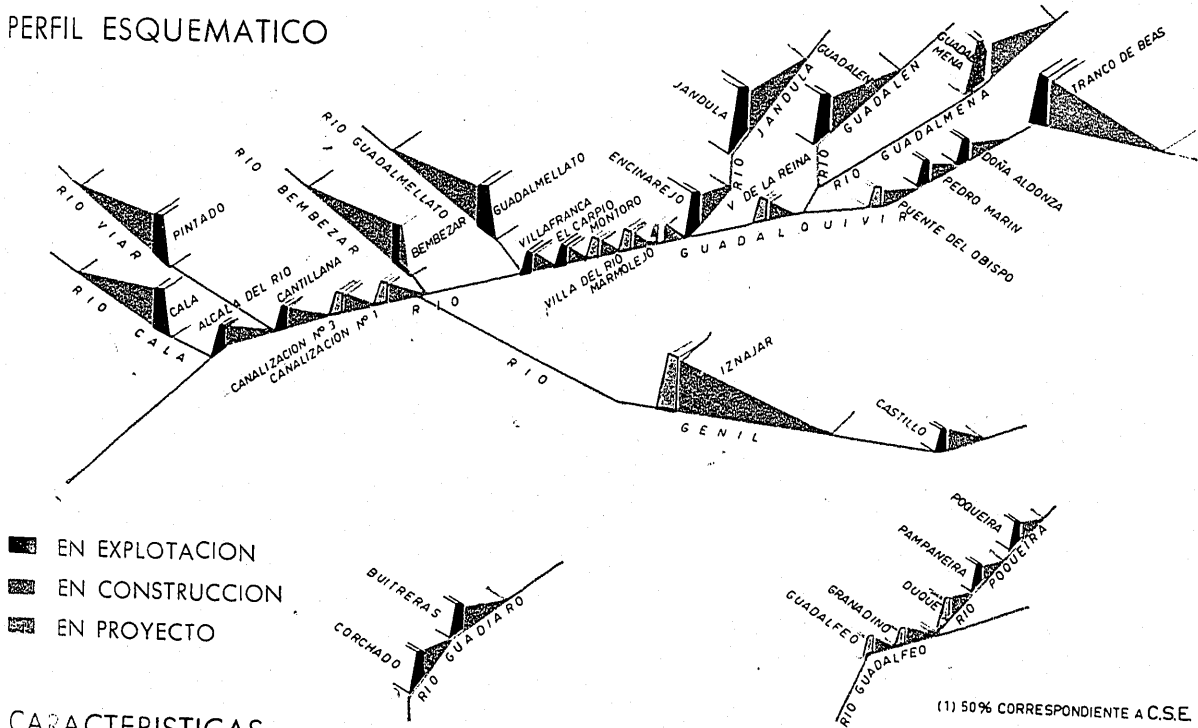 PERFIL ESQUEMATICO
RIO VIAR
PINTADO
RIO CALA
CALA
ALCALA DEL RIO
CANTILLANA
CANALIZACION Nº 3
CANALIZACION Nº 1
RIO BEMBEZAR
BEMBEZAR
RIO GUADALMELLATO
GUADALMELLATO
VILLAFRANCA
EL CARPIO
MONTORO
VILLA DEL RIO
MARMOLEJO
ENCINAREJO
JANDULA
RIO JANDULA
V. DE LA REINA
GUADALEN
RIO GUADALEN
GUADALMENA
RIO GUADALMENA
TRANCO DE BEAS
DOÑA ALDONZA
PEDRO MARIN
PUENTE DEL OBISPO
RIO GUADALQUIVIR
RIO GENIL
IZNAJAR
CASTILLO
EN EXPLOTACION
EN CONSTRUCCION
EN PROYECTO
BUITRERAS
CORCHADO
RIO GUADIARO
POQUEIRA
PAMPANEIRA
DUQUE
GRANADINO
GUADALFEO
RIO POQUEIRA
RIO GUADALFEO
(1) 50% CORRESPONDIENTE A C.S.E.
CARACTERISTICAS